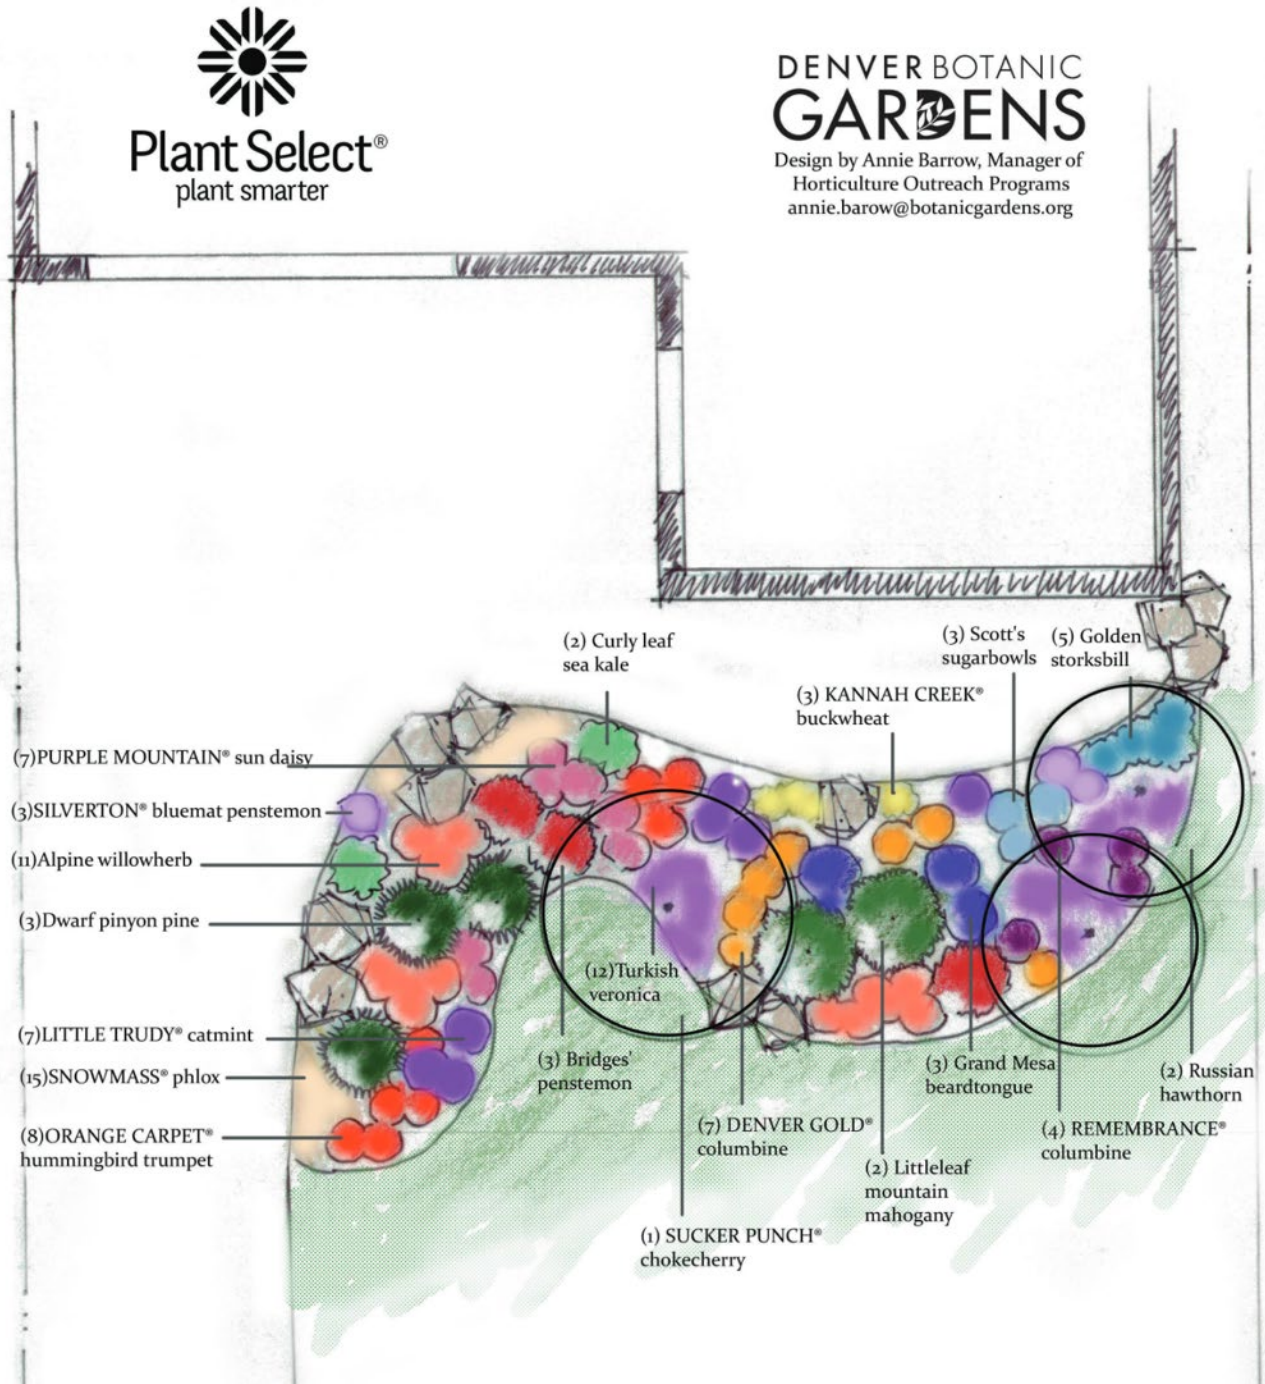 Plant Select®
plant smarter
DENVER BOTANIC
GARDENS
Design by Annie Barrow, Manager of
Horticulture Outreach Programs
annie.barow@botanicgardens.org
(2) Curly leaf
sea kale
(3) Scott's
sugarbowls
(5) Golden
storksbill
(3) KANNAH CREEK®
buckwheat
(7)PURPLE MOUNTAIN® sun daisy
(3)SILVERTON® bluemat penstemon
(11)Alpine willowherb
(3)Dwarf pinyon pine
(12)Turkish
veronica
(7)LITTLE TRUDY® catmint
(15)SNOWMASS® phlox
(8)ORANGE CARPET®
hummingbird trumpet
(3) Bridges'
penstemon
(3) Grand Mesa
beardtongue
(2) Russian
hawthorn
(7) DENVER GOLD®
columbine
(4) REMEMBRANCE®
columbine
(2) Littleleaf
mountain
mahogany
(1) SUCKER PUNCH®
chokecherry